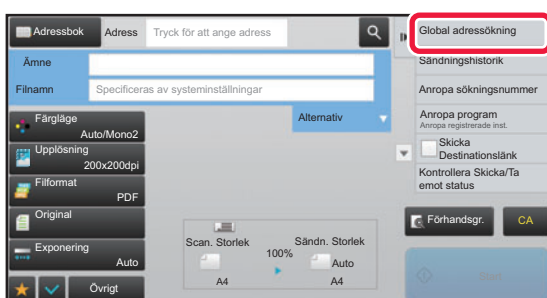 Adressbok
Adress
Tryck för att ange adress
Ämne
Filnamn
Specificeras av systeminställningar
Färgläge
Auto/Mono2
Upplösning
200x200dpi
Filformat
PDF
Original
Exponering
Auto
Övrigt
Alternativ
Scan. Storlek
A4
100%
Sändn. Storlek
Auto
A4
Global adressökning
Sändningshistorik
Anropa sökningsnummer
Anropa program
Anropa registrerade inst.
Skicka
Destinationslänk
Kontrollera Skicka/Ta
emot status
Förhandsgr.
CA
Start